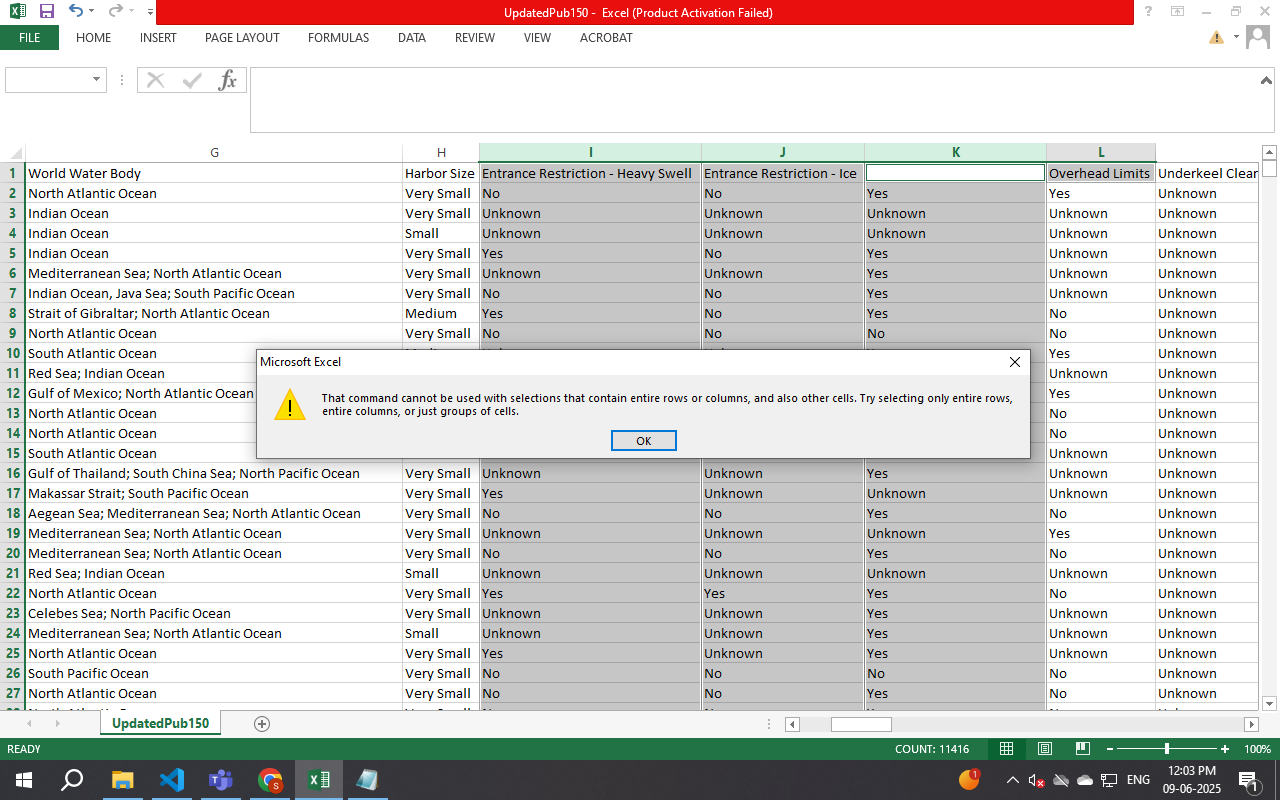 UpdatedPub150 - Excel (Product Activation Failed)
FILE HOME INSERT PAGE LAYOUT FORMULAS DATA REVIEW VIEW ACROBAT
fx
G H I J K L
1 World Water Body Harbor Size Entrance Restriction - Heavy Swell Entrance Restriction - Ice Overhead Limits Underkeel Clear
2 North Atlantic Ocean Very Small No No Yes Yes Unknown
3 Indian Ocean Very Small Unknown Unknown Unknown Unknown Unknown
4 Indian Ocean Small Unknown Unknown Unknown Unknown Unknown
5 Indian Ocean Very Small Yes No Yes Unknown Unknown
6 Mediterranean Sea; North Atlantic Ocean Very Small Unknown Unknown Yes Unknown Unknown
7 Indian Ocean, Java Sea; South Pacific Ocean Very Small No No Yes Unknown Unknown
8 Strait of Gibraltar; North Atlantic Ocean Medium Yes No Yes No Unknown
9 North Atlantic Ocean Very Small No No No No Unknown
10 South Atlantic Ocean Yes Unknown
11 Red Sea; Indian Ocean Unknown Unknown
12 Gulf of Mexico; North Atlantic Ocean Yes Unknown
13 North Atlantic Ocean No Unknown
14 North Atlantic Ocean No Unknown
15 South Atlantic Ocean Unknown Unknown
Microsoft Excel
That command cannot be used with selections that contain entire rows or columns, and also other cells. Try selecting only entire rows,
entire columns, or just groups of cells.
OK
16 Gulf of Thailand; South China Sea; North Pacific Ocean Very Small Unknown Unknown Yes Unknown Unknown
17 Makassar Strait; South Pacific Ocean Very Small Yes Unknown Unknown Unknown Unknown
18 Aegean Sea; Mediterranean Sea; North Atlantic Ocean Very Small No No Yes No Unknown
19 Mediterranean Sea; North Atlantic Ocean Very Small Unknown Unknown Unknown Yes Unknown
20 Mediterranean Sea; North Atlantic Ocean Very Small No No Yes No Unknown
21 Red Sea; Indian Ocean Small Unknown Unknown Unknown Unknown Unknown
22 North Atlantic Ocean Very Small Yes Yes Yes No Unknown
23 Celebes Sea; North Pacific Ocean Very Small Unknown Unknown Yes Unknown Unknown
24 Mediterranean Sea; North Atlantic Ocean Small Unknown Unknown Yes Unknown Unknown
25 North Atlantic Ocean Very Small Yes Unknown Yes Unknown Unknown
26 South Pacific Ocean Very Small No No No No Unknown
27 North Atlantic Ocean Very Small No No Yes No Unknown
UpdatedPub150
READY COUNT: 11416 100%
1 ENG 12:03 PM
09-06-2025 1